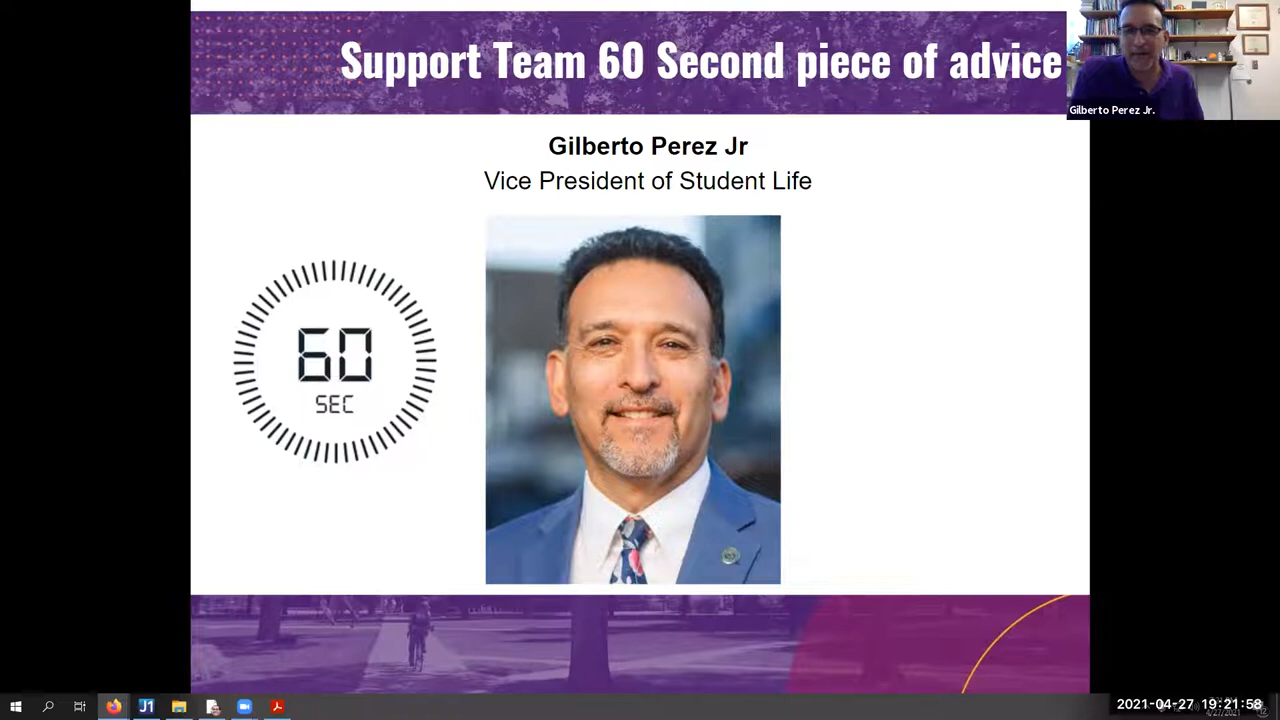 Support Team 60 Second piece of advice
Gilberto Perez Jr.
Gilberto Perez Jr
Vice President of Student Life
60
SEC
J1
2021-04-27 19:21:58